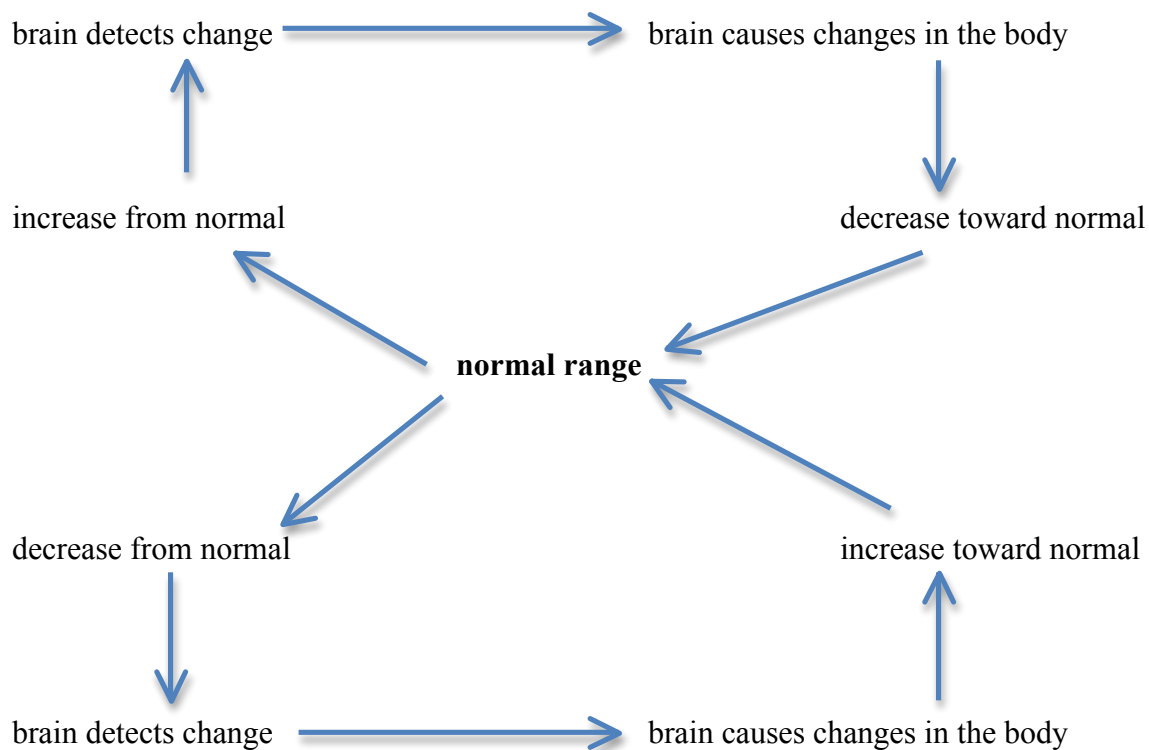 brain detects change
brain causes changes in the body
increase from normal
decrease toward normal
normal range
decrease from normal
increase toward normal
brain detects change
brain causes changes in the body